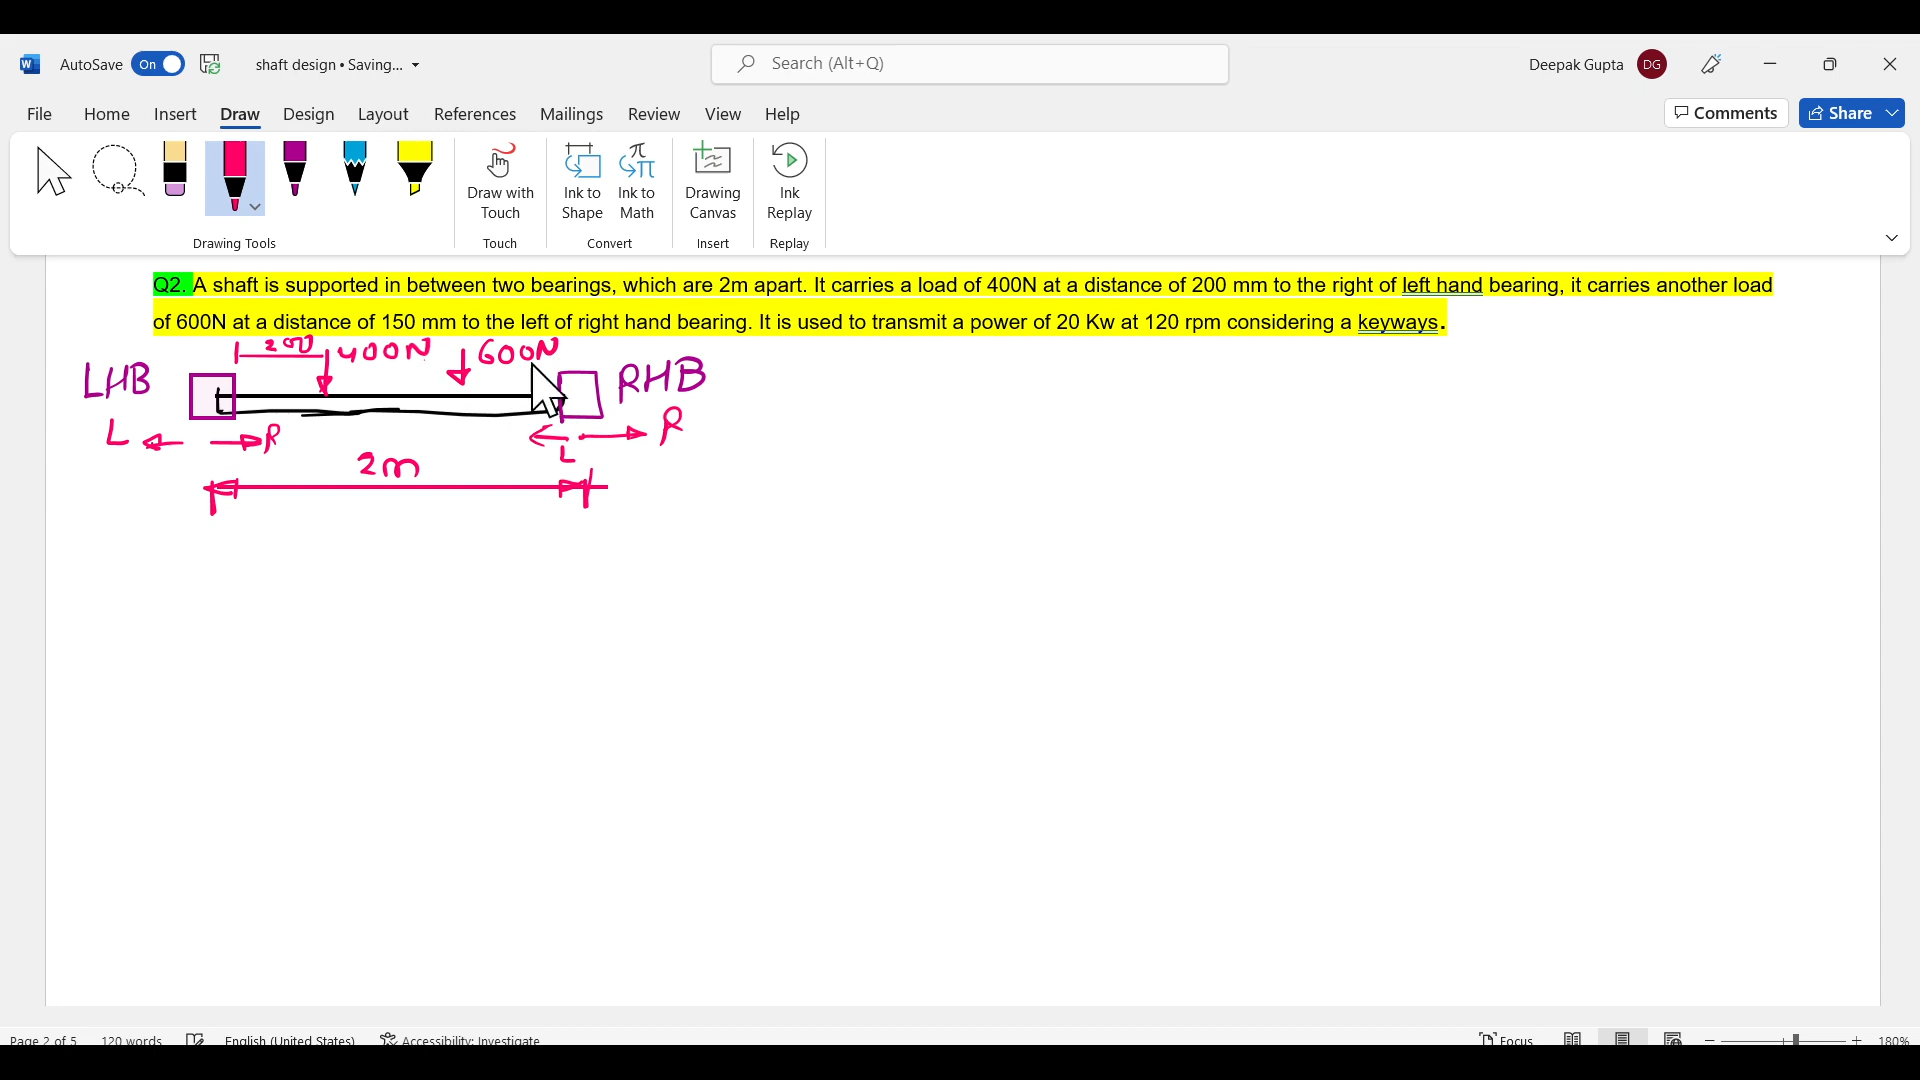 AutoSave On shaft design • Saving... Search (Alt+Q) Deepak Gupta DG
File Home Insert Draw Design Layout References Mailings Review View Help Comments Share
Draw with Touch Ink to Shape Ink to Math Drawing Canvas Ink Replay
Drawing Tools Touch Convert Insert Replay
Q2. A shaft is supported in between two bearings, which are 2m apart. It carries a load of 400N at a distance of 200 mm to the right of left hand bearing, it carries another load
of 600N at a distance of 150 mm to the left of right hand bearing. It is used to transmit a power of 20 Kw at 120 rpm considering a keyways.
200 400N 600N
LHB RHB
L R L R
2m
Page 2 of 5 120 words English (United States) Accessibility: Investigate Focus 180%